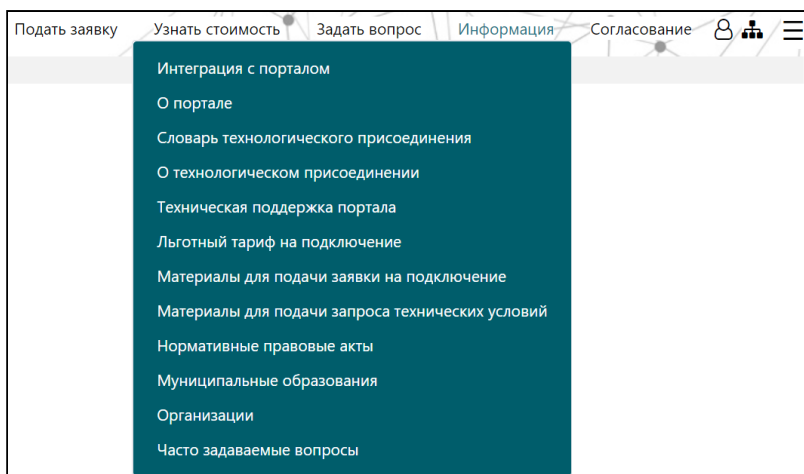 Подать заявку Узнать стоимость Задать вопрос Информация Согласование
Интеграция с порталом
О портале
Словарь технологического присоединения
О технологическом присоединении
Техническая поддержка портала
Льготный тариф на подключение
Материалы для подачи заявки на подключение
Материалы для подачи запроса технических условий
Нормативные правовые акты
Муниципальные образования
Организации
Часто задаваемые вопросы